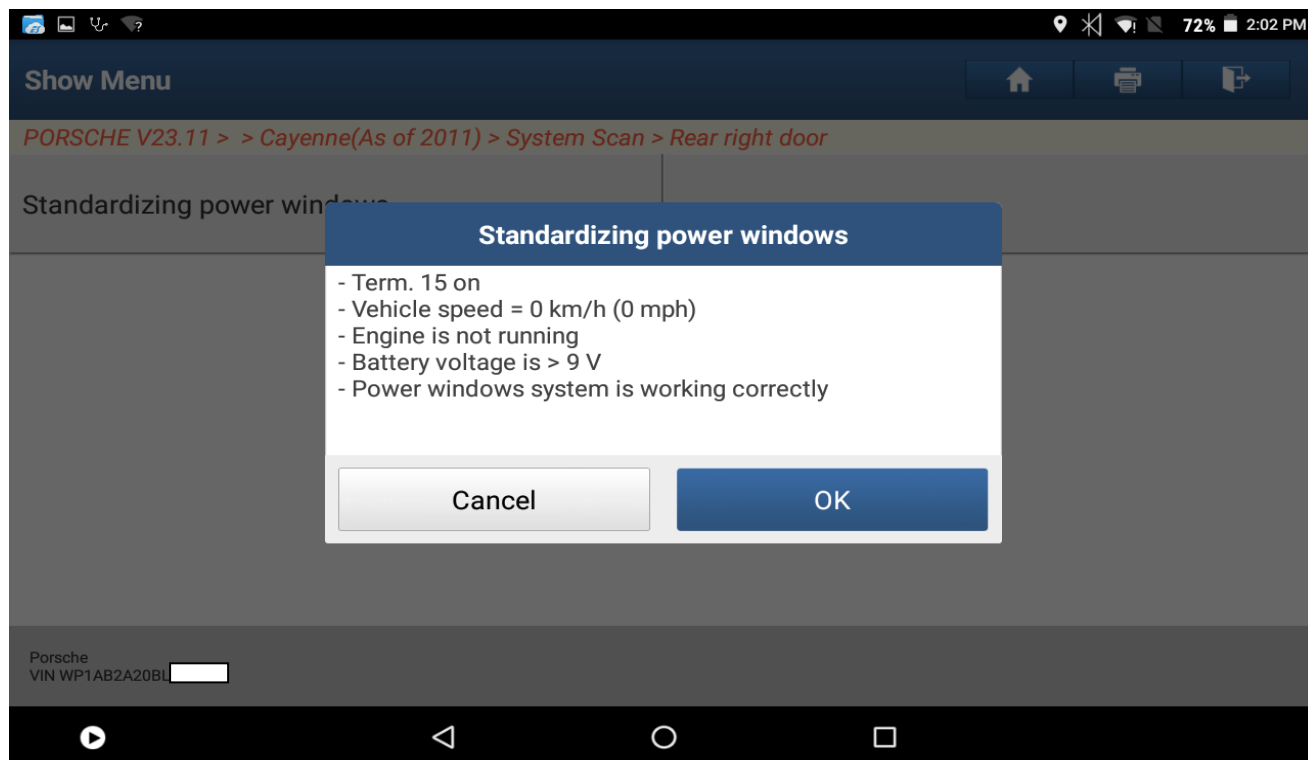 72% 2:02 PM
Show Menu
PORSCHE V23.11 > > Cayenne(As of 2011) > System Scan > Rear right door
Standardizing power windows
Standardizing power windows
- Term. 15 on
- Vehicle speed = 0 km/h (0 mph)
- Engine is not running
- Battery voltage is > 9 V
- Power windows system is working correctly
Cancel OK
Porsche
VIN WP1AB2A20BL